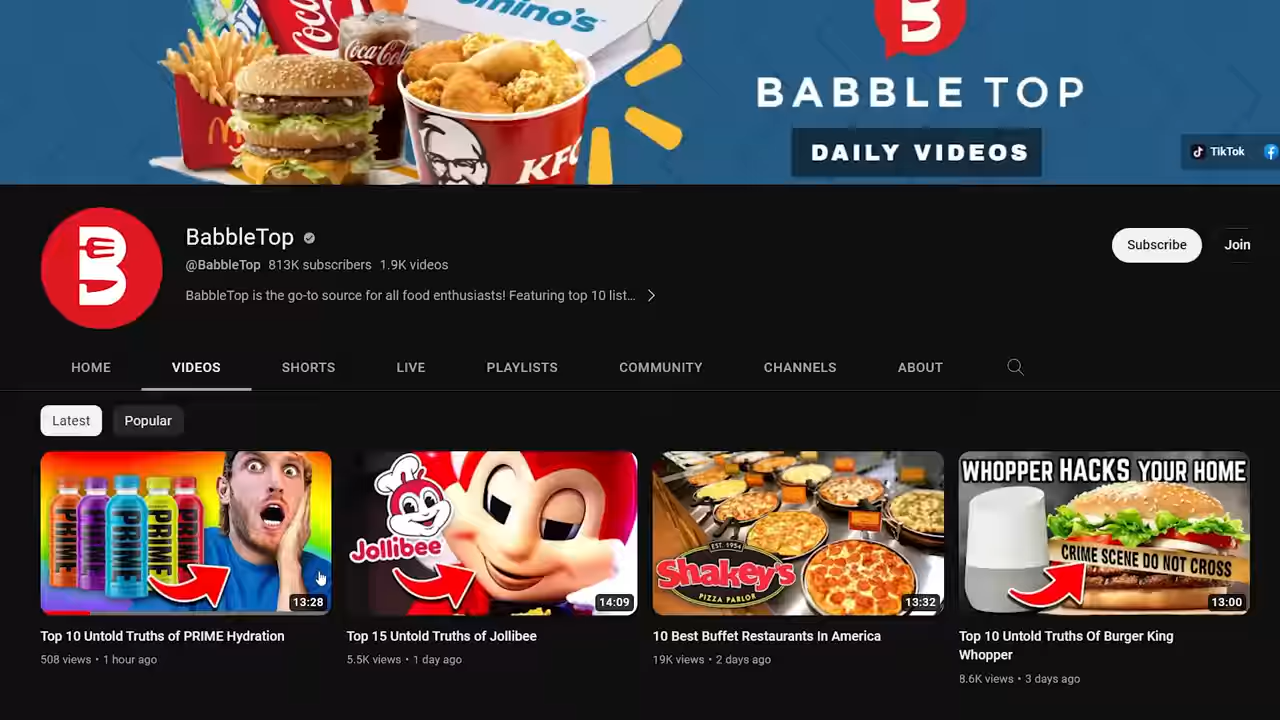 Coca
omino's
Coca-Cola
KFC
BABBLE TOP
DAILY VIDEOS
TikTok
BabbleTop
@BabbleTop 813K subscribers 1.9K videos
BabbleTop is the go-to source for all food enthusiasts! Featuring top 10 list…
Subscribe
Join
HOME
VIDEOS
SHORTS
LIVE
PLAYLISTS
COMMUNITY
CHANNELS
ABOUT
Latest
Popular
PRIME
PRIME
PRIME
PRIME
PRIME
13:28
Jollibee
14:09
EST. 1954
Shakey's
PIZZA PARLOR
13:32
WHOPPER HACKS YOUR HOME
CRIME SCENE DO NOT CROSS
13:00
Top 10 Untold Truths of PRIME Hydration
508 views • 1 hour ago
Top 15 Untold Truths of Jollibee
5.5K views • 1 day ago
10 Best Buffet Restaurants In America
19K views • 2 days ago
Top 10 Untold Truths Of Burger King
Whopper
8.6K views • 3 days ago